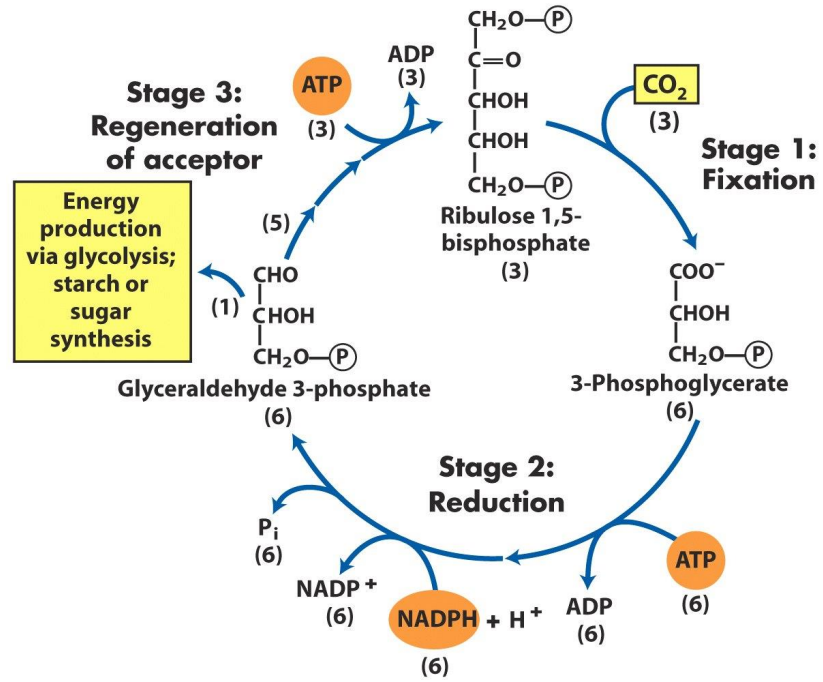 CH₂O—P
C=O
CHOH
CHOH
CH₂O—P
Ribulose 1,5-
bisphosphate
(3)
CO₂
(3)
Stage 1:
Fixation
COO⁻
CHOH
CH₂O—P
3-Phosphoglycerate
(6)
Stage 2:
Reduction
ATP
(6)
ADP
(6)
NADPH + H⁺
(6)
NADP⁺
(6)
Pᵢ
(6)
CHO
CHOH
CH₂O—P
Glyceraldehyde 3-phosphate
(6)
(1)
Energy
production
via glycolysis;
starch or
sugar
synthesis
(5)
Stage 3:
Regeneration
of acceptor
ATP
(3)
ADP
(3)